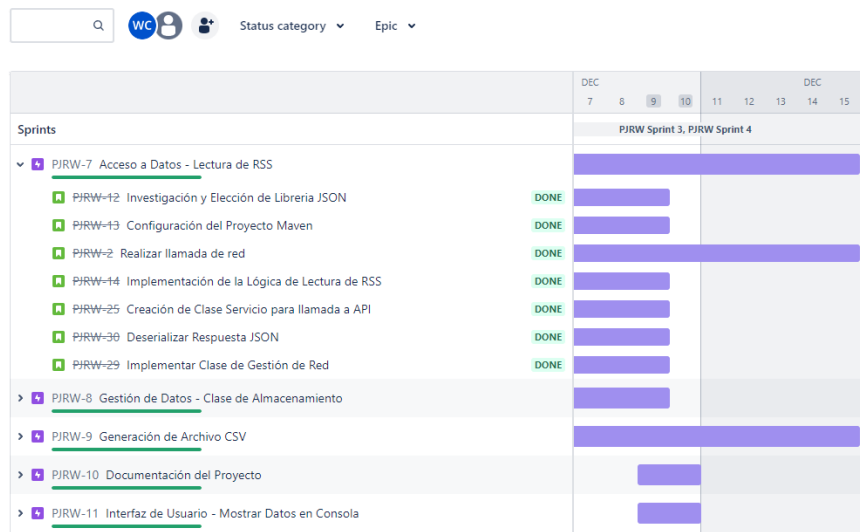 WC Status category Epic
DEC DEC
7 8 9 10 11 12 13 14 15
Sprints PJRW Sprint 3, PJRW Sprint 4
PJRW-7 Acceso a Datos - Lectura de RSS
PJRW-12 Investigación y Elección de Libreria JSON DONE
PJRW-13 Configuración del Proyecto Maven DONE
PJRW-2 Realizar llamada de red DONE
PJRW-14 Implementación de la Lógica de Lectura de RSS DONE
PJRW-25 Creación de Clase Servicio para llamada a API DONE
PJRW-30 Deserializar Respuesta JSON DONE
PJRW-29 Implementar Clase de Gestión de Red DONE
PJRW-8 Gestión de Datos - Clase de Almacenamiento
PJRW-9 Generación de Archivo CSV
PJRW-10 Documentación del Proyecto
PJRW-11 Interfaz de Usuario - Mostrar Datos en Consola